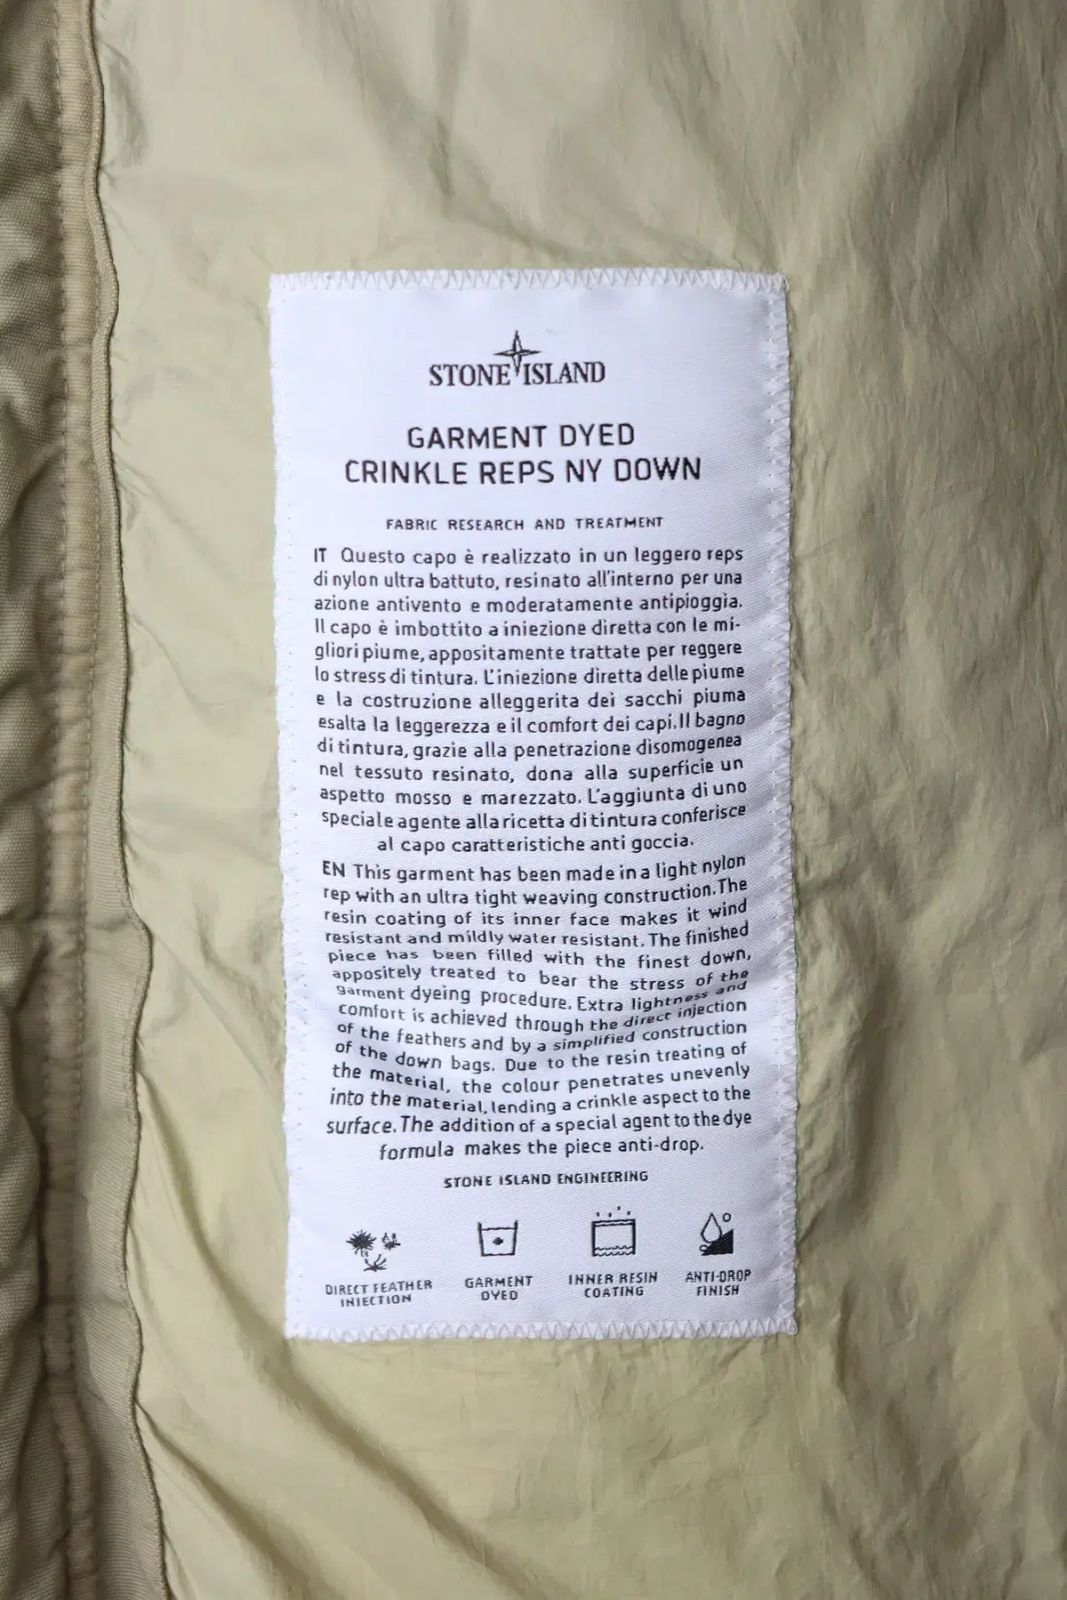 STONE ISLAND
GARMENT DYED
CRINKLE REPS NY DOWN
FABRIC RESEARCH AND TREATMENT
IT Questo capo è realizzato in un leggero reps
di nylon ultra battuto, resinato all'interno per una
azione antivento e moderatamente antipioggia.
Il capo è imbottito a iniezione diretta con le mi-
gliori piume, appositamente trattate per reggere
lo stress di tintura. L'iniezione diretta delle piume
e la costruzione alleggerita dei sacchi piuma
esalta la leggerezza e il comfort dei capi. Il bagno
di tintura, grazie alla penetrazione disomogenea
nel tessuto resinato, dona alla superficie un
aspetto mosso e marezzato. L'aggiunta di uno
speciale agente alla ricetta di tintura conferisce
al capo caratteristiche anti goccia.
EN This garment has been made in a light nylon
rep with an ultra tight weaving construction. The
resin coating of its inner face makes it wind
resistant and mildly water resistant. The finished
piece has been filled with the finest down,
appositely treated to bear the stress of the
garment dyeing procedure. Extra lightness and
comfort is achieved through the direct injection
of the feathers and by a simplified construction
of the down bags. Due to the resin treating of
the material, the colour penetrates unevenly
into the material, lending a crinkle aspect to the
surface. The addition of a special agent to the dye
formula makes the piece anti-drop.
STONE ISLAND ENGINEERING
DIRECT FEATHER
INJECTION
GARMENT
DYED
INNER RESIN
COATING
ANTI-DROP
FINISH